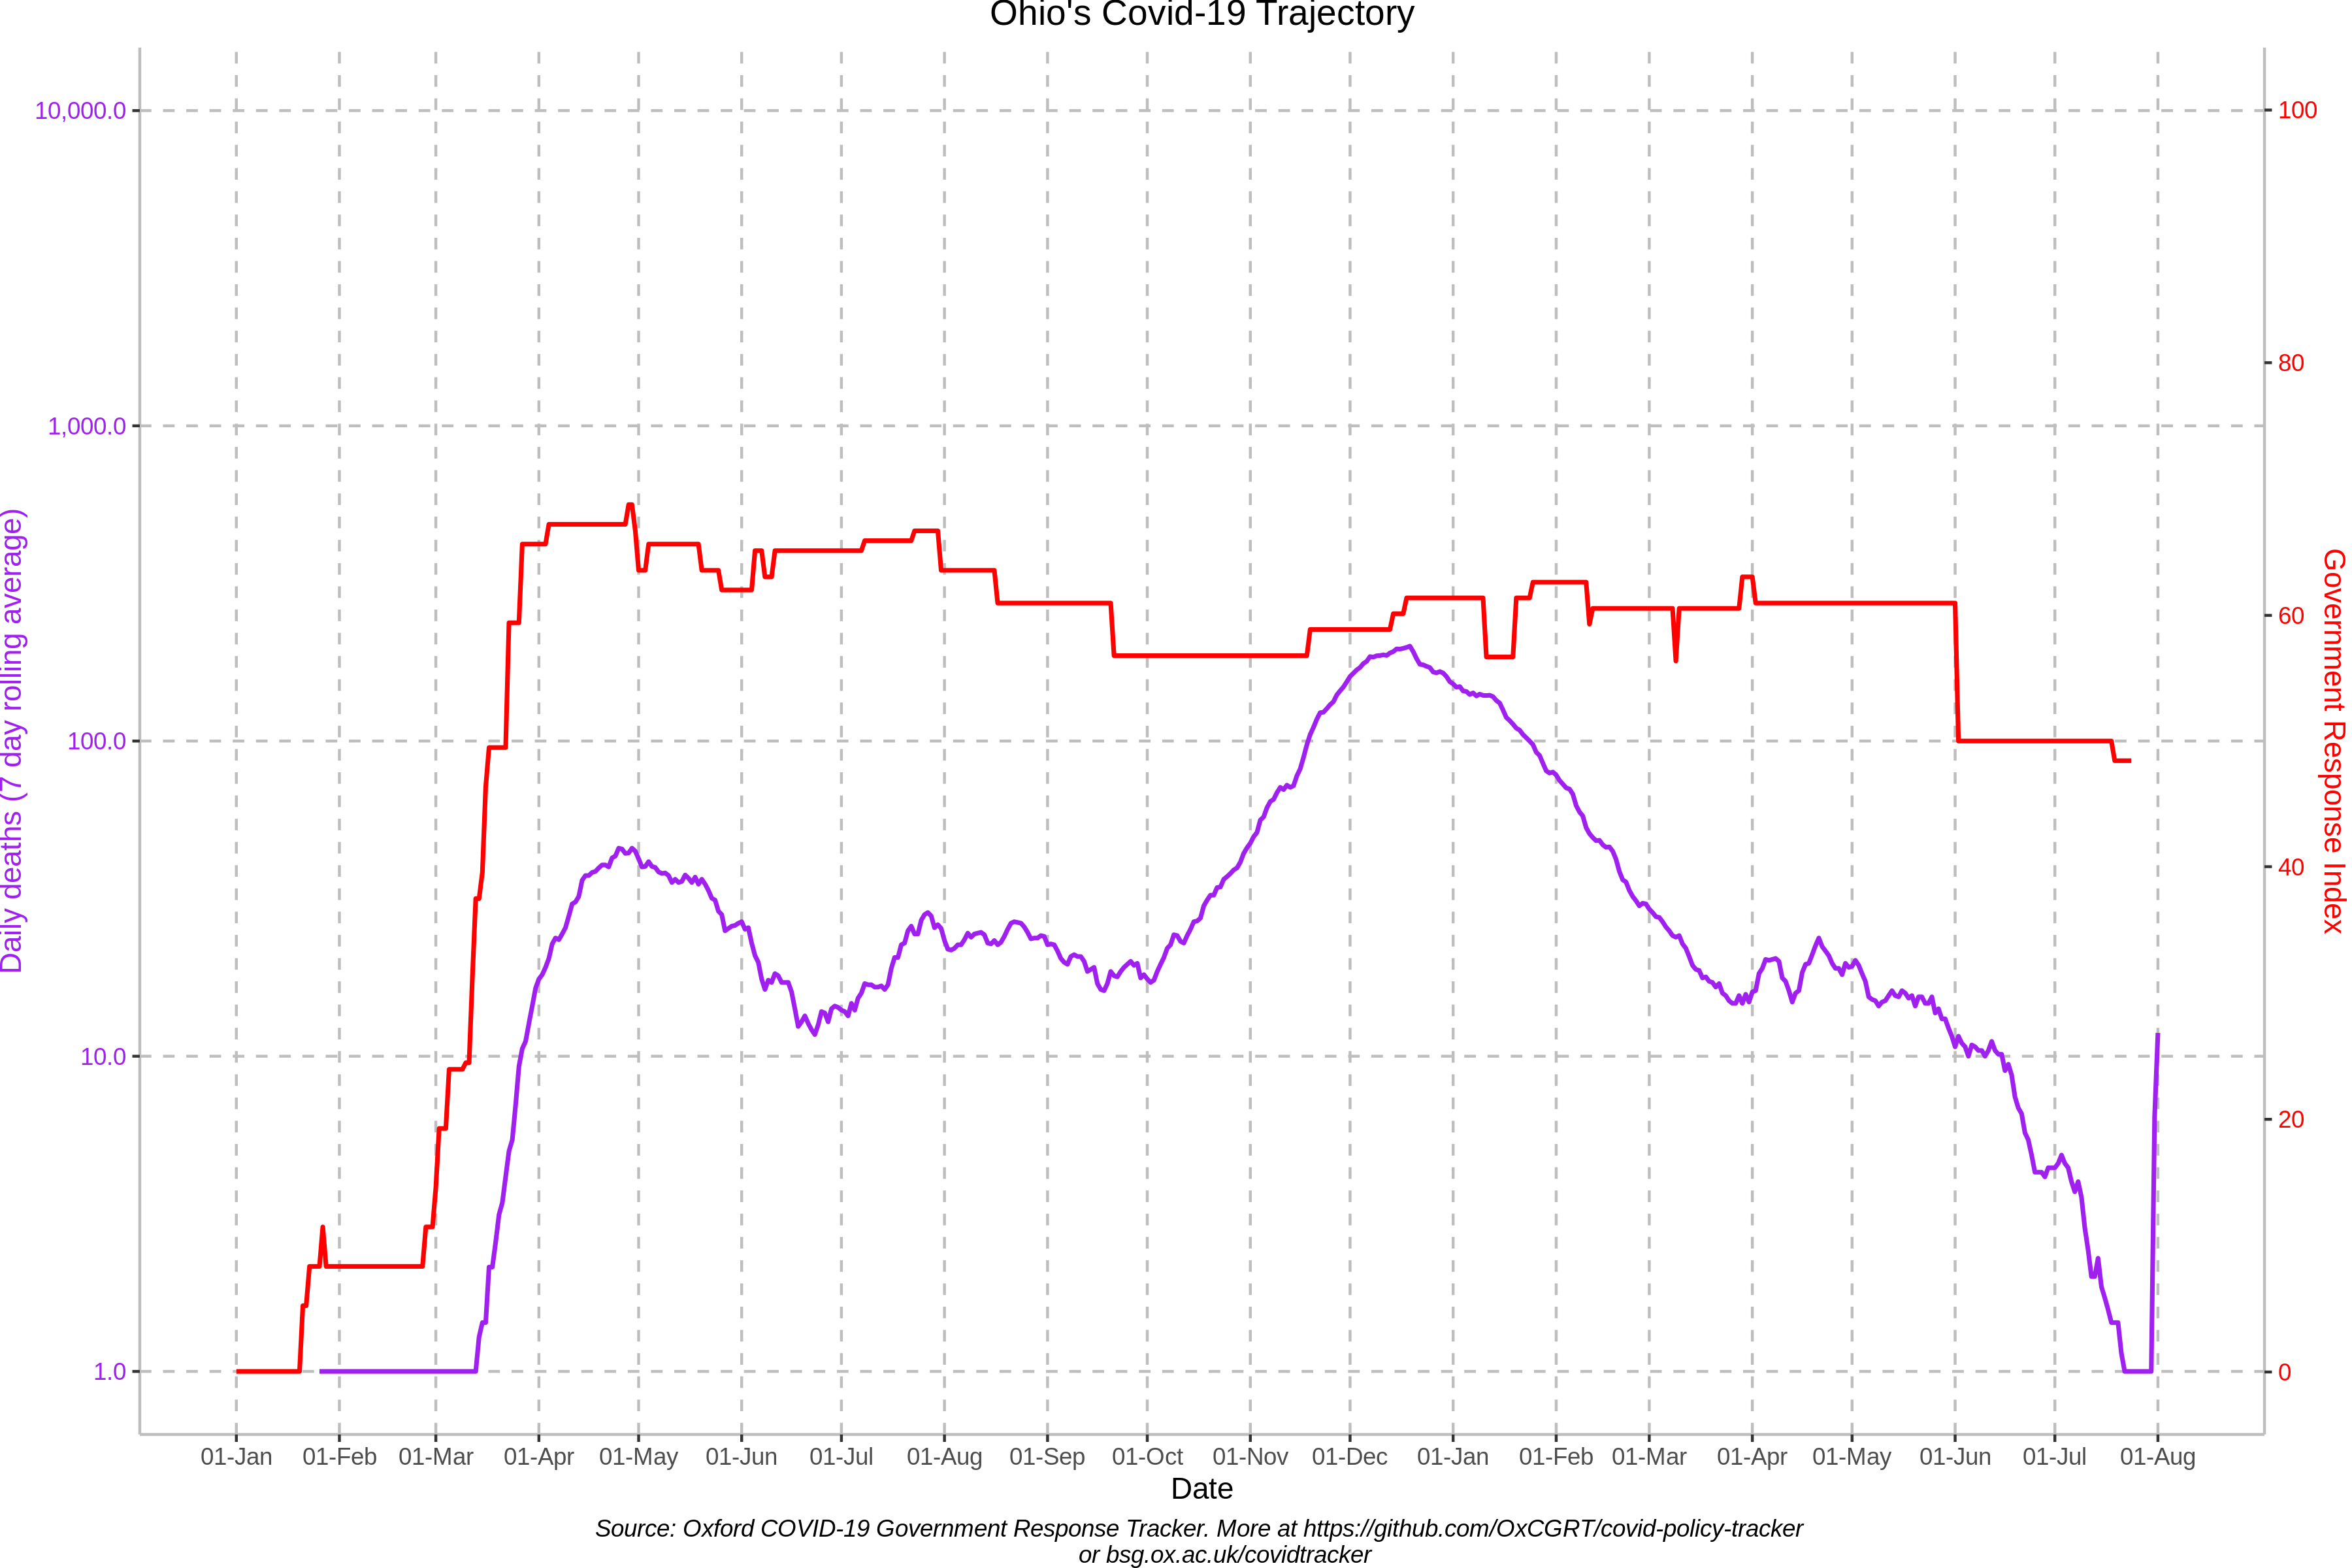 Ohio's Covid-19 Trajectory
10,000.0
1,000.0
100.0
10.0
1.0
Daily deaths (7 day rolling average)
100
80
60
40
20
0
Government Response Index
01-Jan 01-Feb 01-Mar 01-Apr 01-May 01-Jun 01-Jul 01-Aug 01-Sep 01-Oct 01-Nov 01-Dec 01-Jan 01-Feb 01-Mar 01-Apr 01-May 01-Jun 01-Jul 01-Aug
Date
Source: Oxford COVID-19 Government Response Tracker. More at https://github.com/OxCGRT/covid-policy-tracker
or bsg.ox.ac.uk/covidtracker